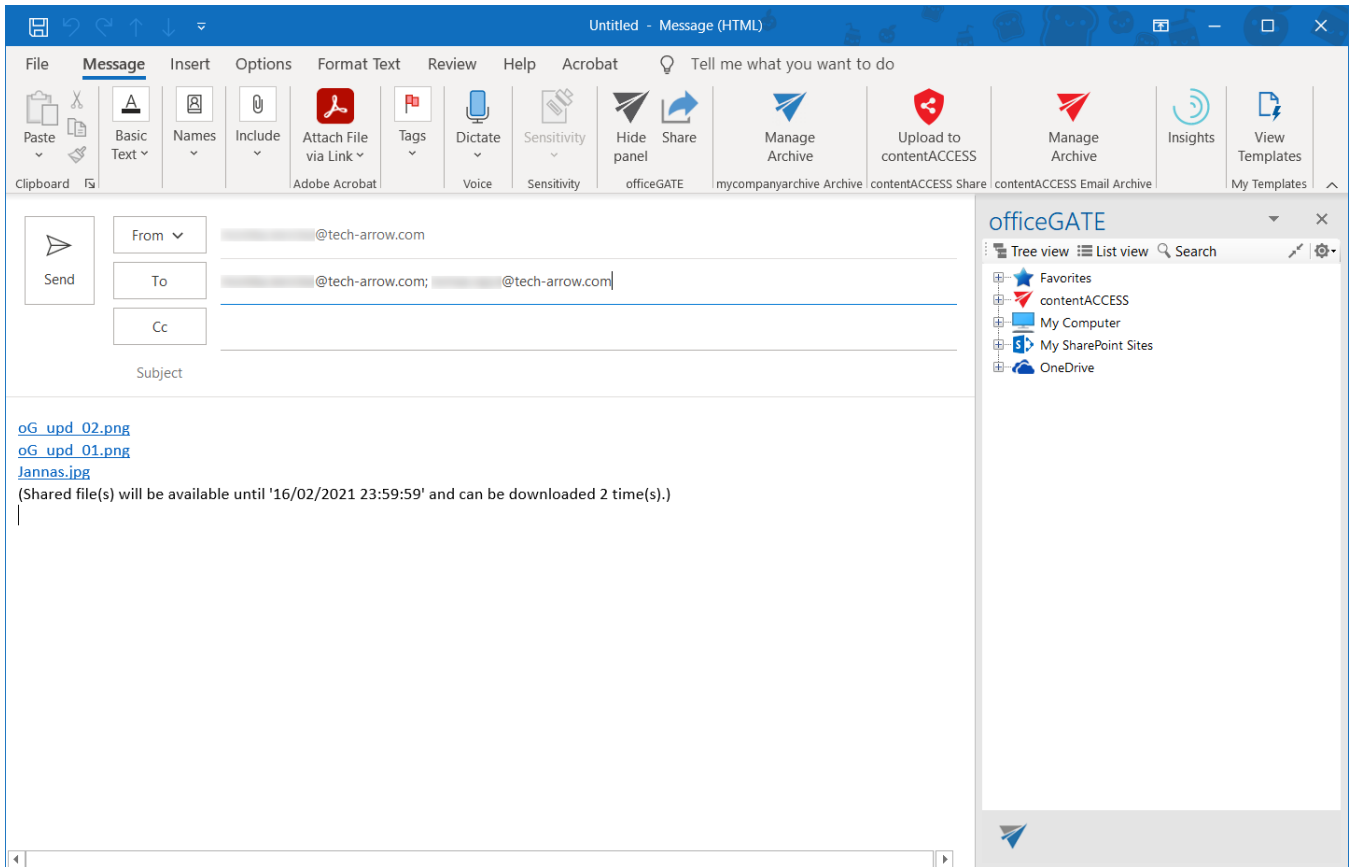 Untitled - Message (HTML)
File Message Insert Options Format Text Review Help Acrobat Tell me what you want to do
Paste
Basic Text
Names
Include
Attach File via Link
Tags
Dictate
Sensitivity
Hide panel
Share
Manage Archive
Upload to contentACCESS
Manage Archive
Insights
View Templates
Clipboard Adobe Acrobat Voice Sensitivity officeGATE mycompanyarchive Archive contentACCESS Share contentACCESS Email Archive My Templates
Send
From @tech-arrow.com
To @tech-arrow.com; @tech-arrow.com
Cc
Subject
oG_upd_02.png
oG_upd_01.png
Jannas.jpg
(Shared file(s) will be available until '16/02/2021 23:59:59' and can be downloaded 2 time(s).)
officeGATE
Tree view List view Search
Favorites
contentACCESS
My Computer
My SharePoint Sites
OneDrive